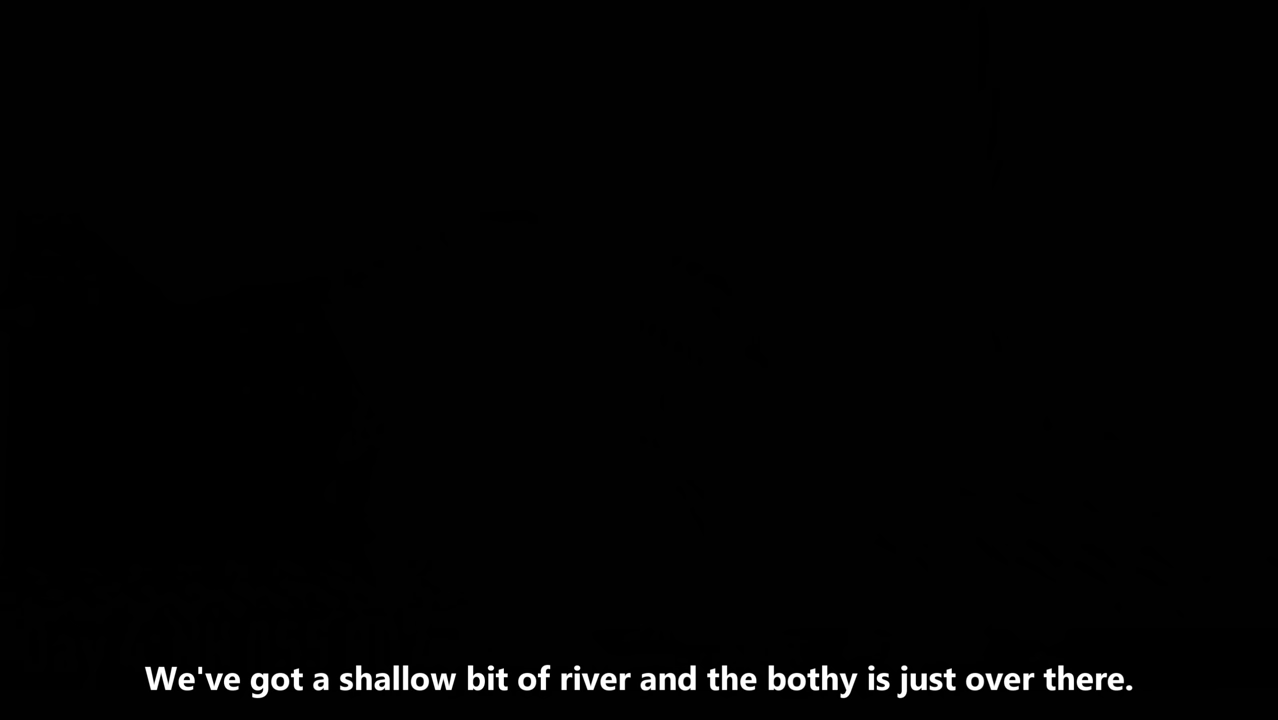 We've got a shallow bit of river and the bothy is just over there.